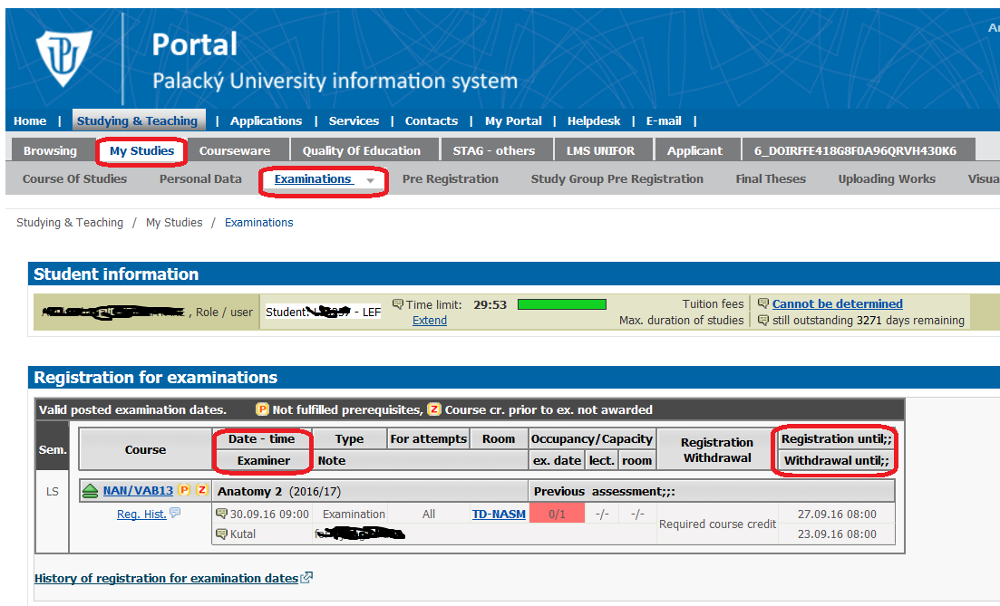 Portal
Palacký University information system
Home | Studying & Teaching | Applications | Services | Contacts | My Portal | Helpdesk | E-mail |
Browsing My Studies Courseware Quality Of Education STAG - others LMS UNIFOR Applicant 6_DOIRFFE418G8F0A96QRVH430K6
Course Of Studies Personal Data Examinations Pre Registration Study Group Pre Registration Final Theses Uploading Works Visua
Studying & Teaching / My Studies / Examinations
Student information
, Role / user Student: - LEF Time limit: 29:53 Tuition fees Cannot be determined
Extend Max. duration of studies still outstanding 3271 days remaining
Registration for examinations
Valid posted examination dates. P Not fulfilled prerequisites, Z Course cr. prior to ex. not awarded
Sem. Course Date - time Type For attempts Room Occupancy/Capacity Registration Withdrawal Registration until;;
Examiner Note ex. date lect. room Withdrawal until;;
LS NAN/VAB13 P Z Anatomy 2 (2016/17) Previous assessment;;:
Reg. Hist. 30.09.16 09:00 Examination All TD-NASM 0/1 -/- -/- Required course credit 27.09.16 08:00
Kutal 23.09.16 08:00
History of registration for examination dates